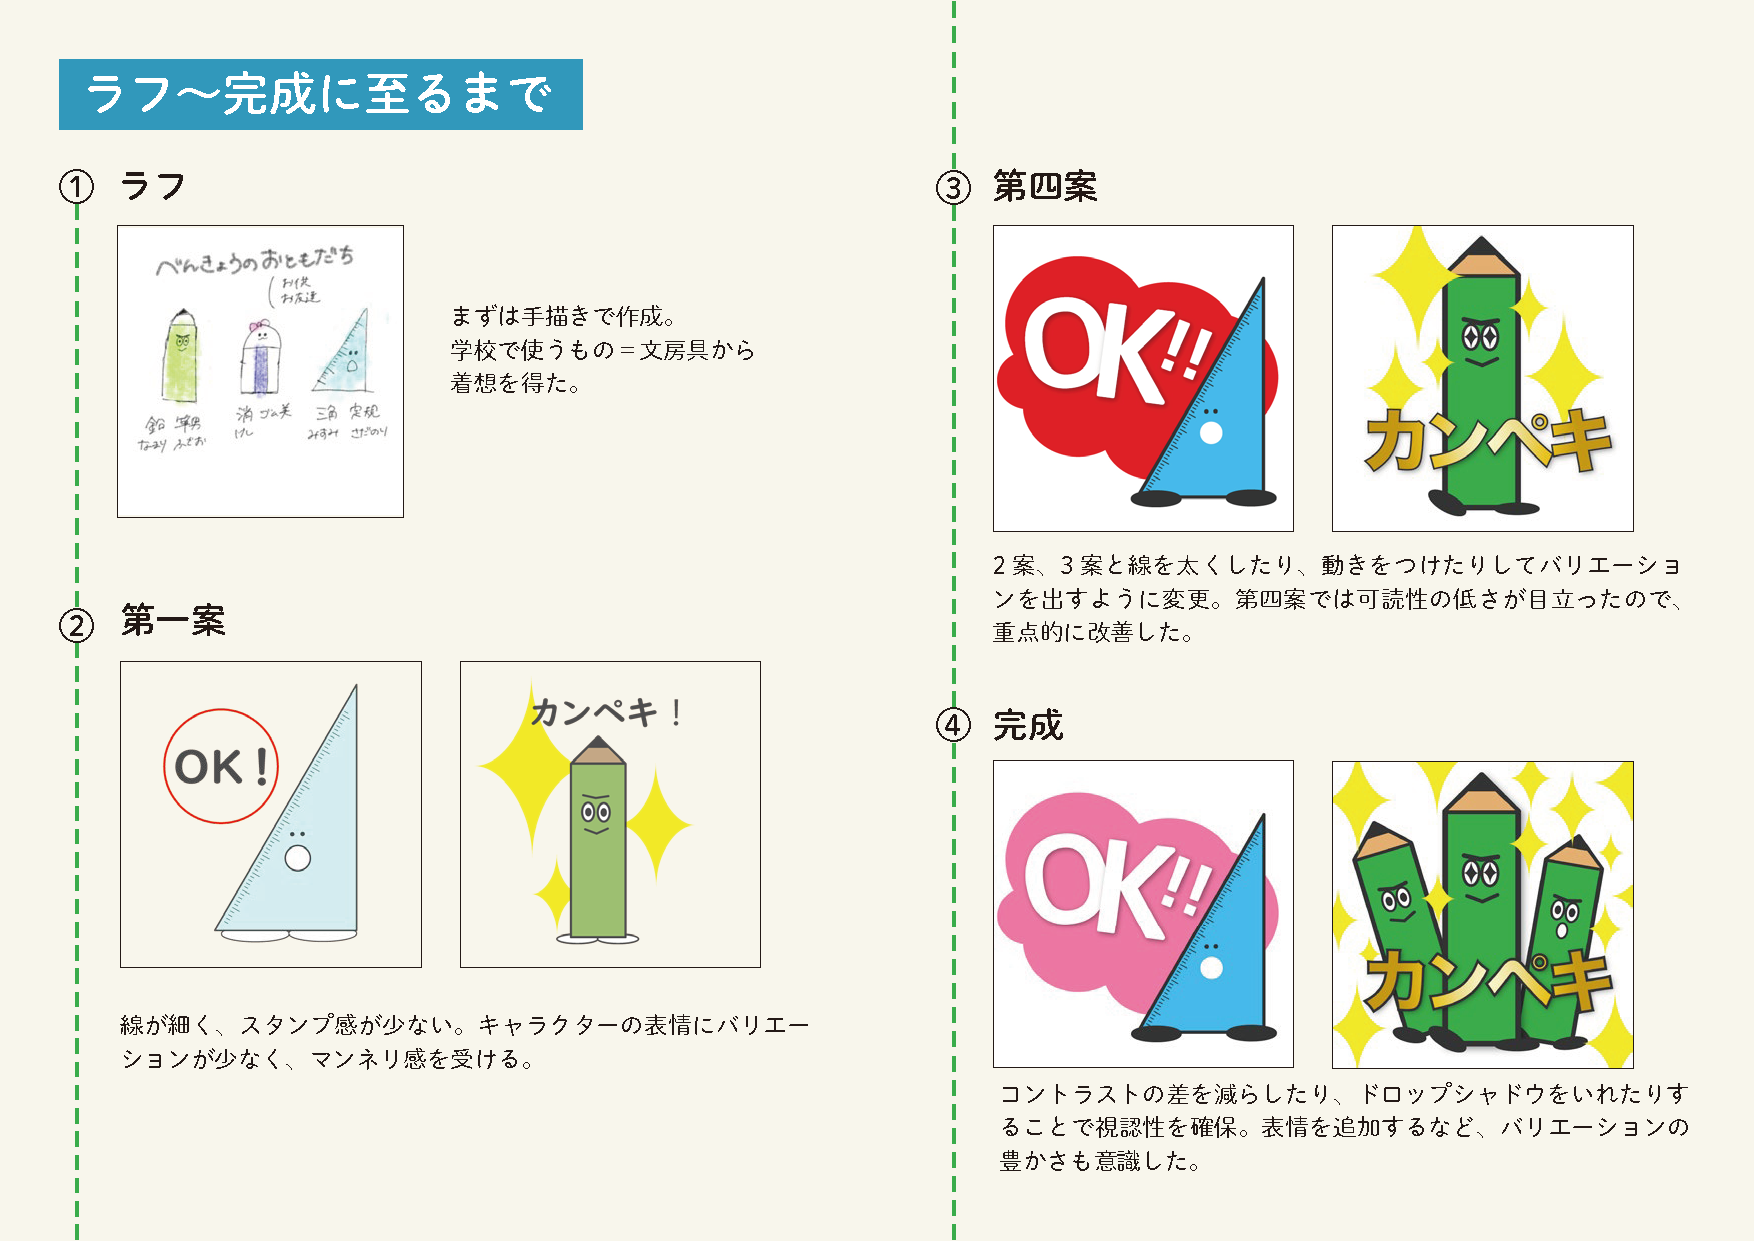 ラフ〜完成に至るまで
① ラフ
べんきょうのおともだち
お供
お友達
鉛 筆男
なまり ふでお
消 ゴム美
けし
三角 定規
みすみ さだのり
まずは手描きで作成。
学校で使うもの＝文房具から
着想を得た。
② 第一案
OK！
カンペキ！
線が細く、スタンプ感が少ない。キャラクターの表情にバリエー
ションが少なく、マンネリ感を受ける。
③ 第四案
OK!!
カンペキ
2案、3案と線を太くしたり、動きをつけたりしてバリエーショ
ンを出すように変更。第四案では可読性の低さが目立ったので、
重点的に改善した。
④ 完成
OK!!
カンペキ
コントラストの差を減らしたり、ドロップシャドウをいれたりす
ることで視認性を確保。表情を追加するなど、バリエーションの
豊かさも意識した。